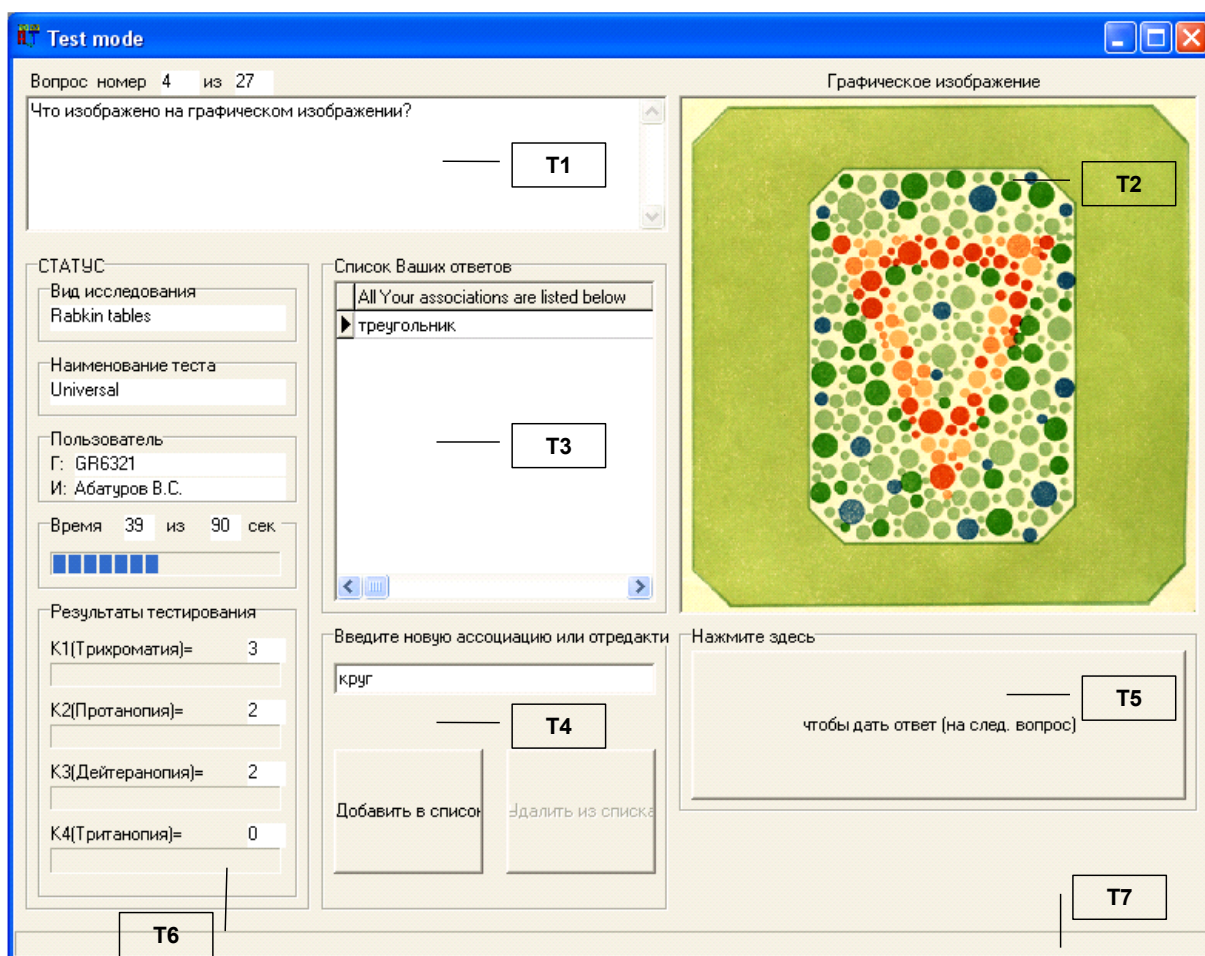 Test mode
Вопрос номер 4 из 27
Графическое изображение
Что изображено на графическом изображении?
T1
T2
СТАТУС
Вид исследования
Rabkin tables
Наименование теста
Universal
Пользователь
Г: GR6321
И: Абатуров В.С.
Время 39 из 90 сек
Результаты тестирования
К1(Трихроматия)= 3
К2(Протанопия)= 2
К3(Дейтеранопия)= 2
К4(Тританопия)= 0
T6
Список Ваших ответов
All Your associations are listed below
треугольник
T3
Введите новую ассоциацию или отредакти
круг
T4
Добавить в список
Удалить из списка
Нажмите здесь
чтобы дать ответ (на след. вопрос)
T5
T7